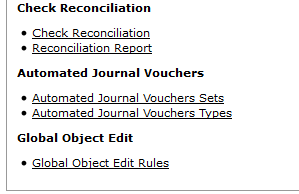 Check Reconciliation
• Check Reconciliation
• Reconciliation Report
Automated Journal Vouchers
• Automated Journal Vouchers Sets
• Automated Journal Vouchers Types
Global Object Edit
• Global Object Edit Rules